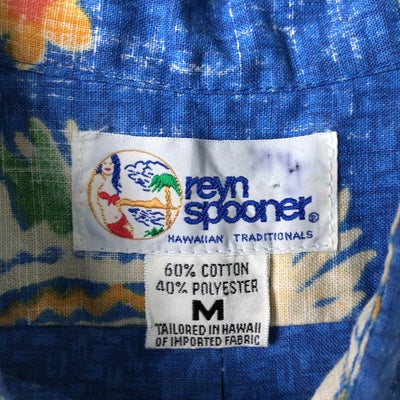 reyn
spooner®
HAWAIIAN TRADITIONALS
60% COTTON
40% POLYESTER
M
TAILORED IN HAWAII
OF IMPORTED FABRIC